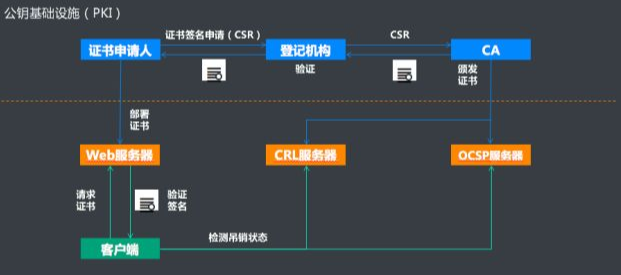 公钥基础设施（PKI）
证书签名申请（CSR）
CSR
证书申请人
登记机构
CA
验证
颁发
证书
部署
证书
Web服务器
CRL服务器
OCSP服务器
请求
证书
验证
签名
检测吊销状态
客户端